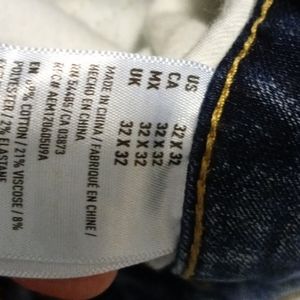 US 32 X 32
CA 32 X 32
MX 32 X 32
UK 32 X 32
MADE IN CHINA / FABRIQUÉ EN CHINE /
HECHO EN CHINA
RN 54485/ CA 03873
EN COTTON / 21% VISCOSE / 8%
POLYESTER / 2% ELASTANE